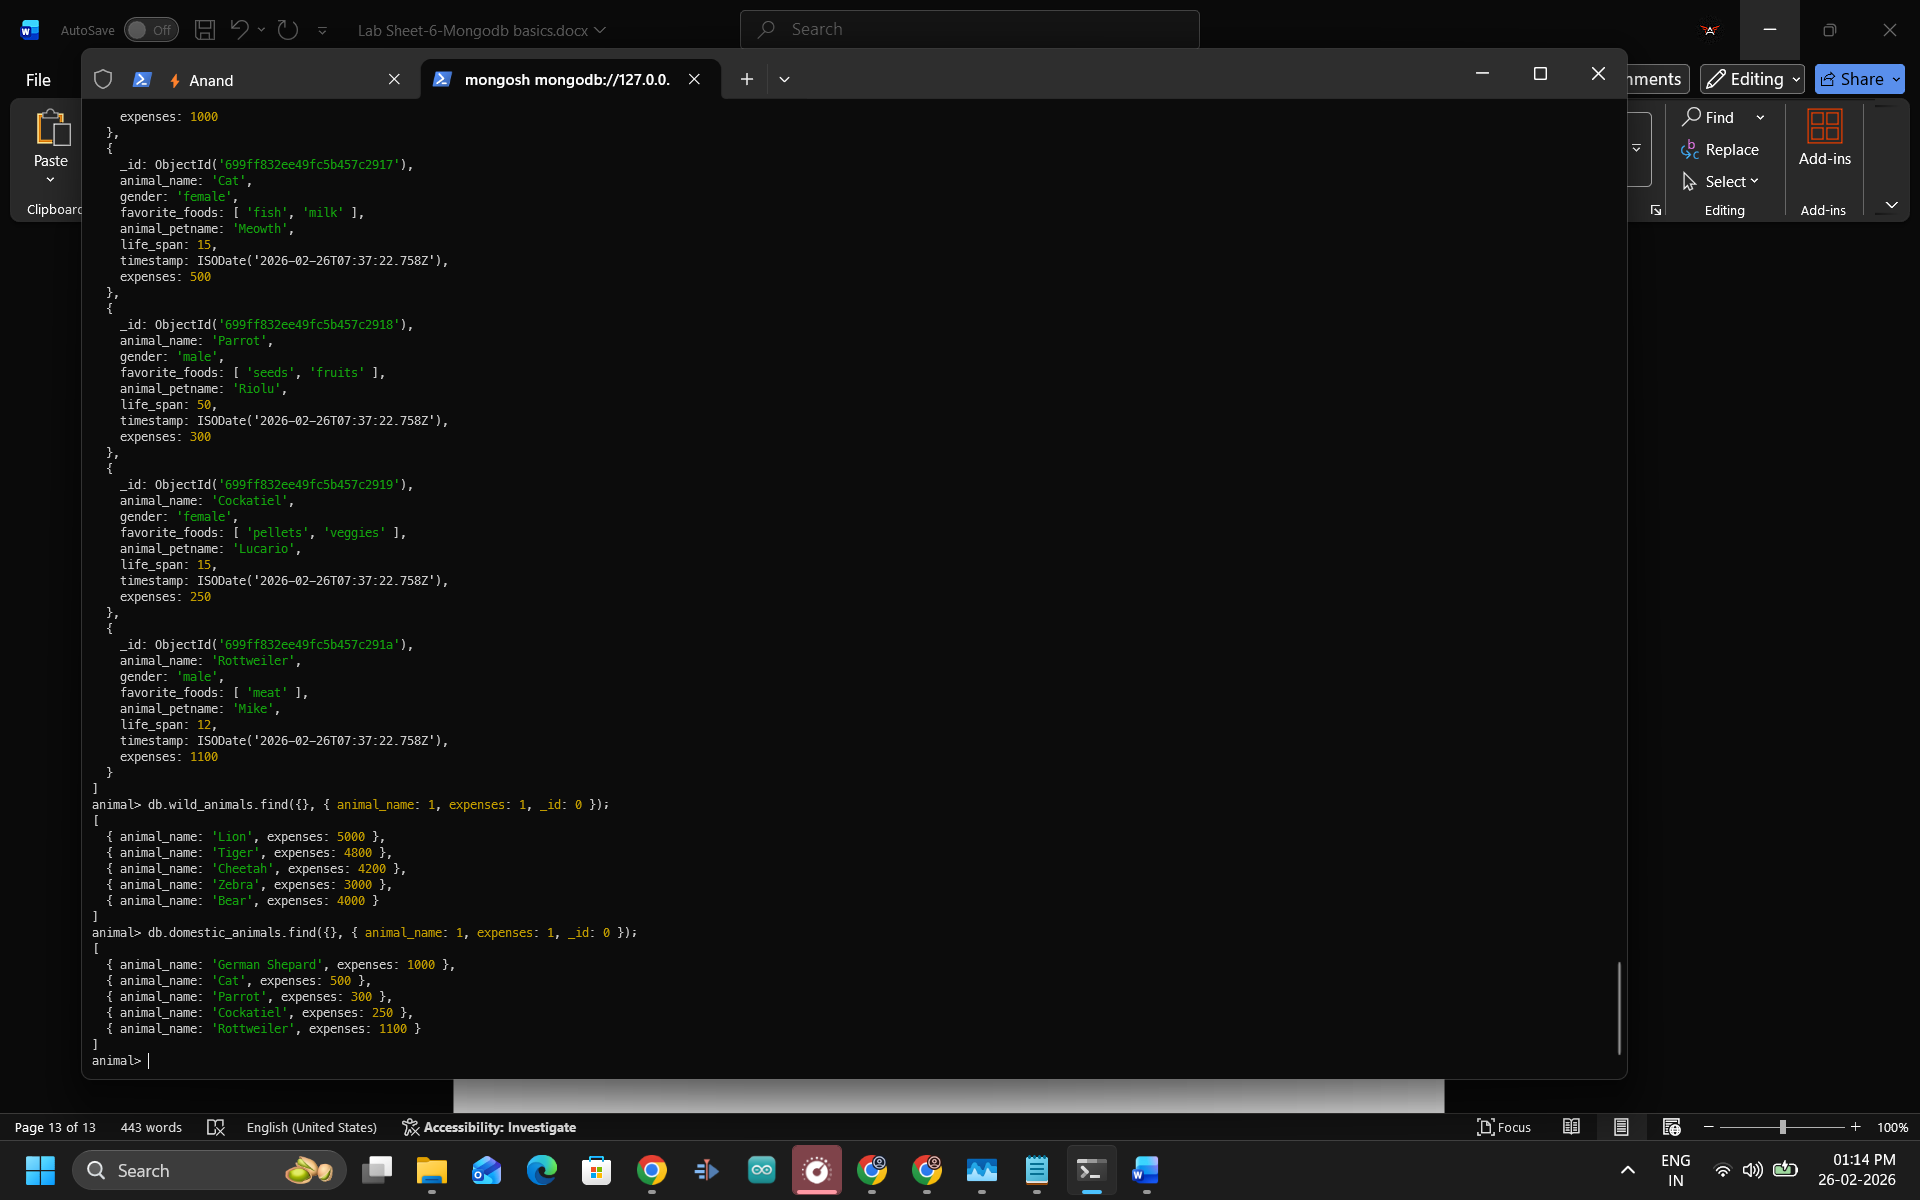 AutoSave Off Lab Sheet-6-Mongodb basics.docx Search
File Anand mongosh mongodb://127.0.0. mments Editing Share
Paste
Clipboard
Find
Replace
Select
Editing
Add-ins
Add-ins
expenses: 1000
},
{
_id: ObjectId('699ff832ee49fc5b457c2917'),
animal_name: 'Cat',
gender: 'female',
favorite_foods: [ 'fish', 'milk' ],
animal_petname: 'Meowth',
life_span: 15,
timestamp: ISODate('2026-02-26T07:37:22.758Z'),
expenses: 500
},
{
_id: ObjectId('699ff832ee49fc5b457c2918'),
animal_name: 'Parrot',
gender: 'male',
favorite_foods: [ 'seeds', 'fruits' ],
animal_petname: 'Riolu',
life_span: 50,
timestamp: ISODate('2026-02-26T07:37:22.758Z'),
expenses: 300
},
{
_id: ObjectId('699ff832ee49fc5b457c2919'),
animal_name: 'Cockatiel',
gender: 'female',
favorite_foods: [ 'pellets', 'veggies' ],
animal_petname: 'Lucario',
life_span: 15,
timestamp: ISODate('2026-02-26T07:37:22.758Z'),
expenses: 250
},
{
_id: ObjectId('699ff832ee49fc5b457c291a'),
animal_name: 'Rottweiler',
gender: 'male',
favorite_foods: [ 'meat' ],
animal_petname: 'Mike',
life_span: 12,
timestamp: ISODate('2026-02-26T07:37:22.758Z'),
expenses: 1100
}
]
animal> db.wild_animals.find({}, { animal_name: 1, expenses: 1, _id: 0 });
[
{ animal_name: 'Lion', expenses: 5000 },
{ animal_name: 'Tiger', expenses: 4800 },
{ animal_name: 'Cheetah', expenses: 4200 },
{ animal_name: 'Zebra', expenses: 3000 },
{ animal_name: 'Bear', expenses: 4000 }
]
animal> db.domestic_animals.find({}, { animal_name: 1, expenses: 1, _id: 0 });
[
{ animal_name: 'German Shepard', expenses: 1000 },
{ animal_name: 'Cat', expenses: 500 },
{ animal_name: 'Parrot', expenses: 300 },
{ animal_name: 'Cockatiel', expenses: 250 },
{ animal_name: 'Rottweiler', expenses: 1100 }
]
animal>
Page 13 of 13 443 words English (United States) Accessibility: Investigate Focus 100%
Search ENG IN 01:14 PM
26-02-2026